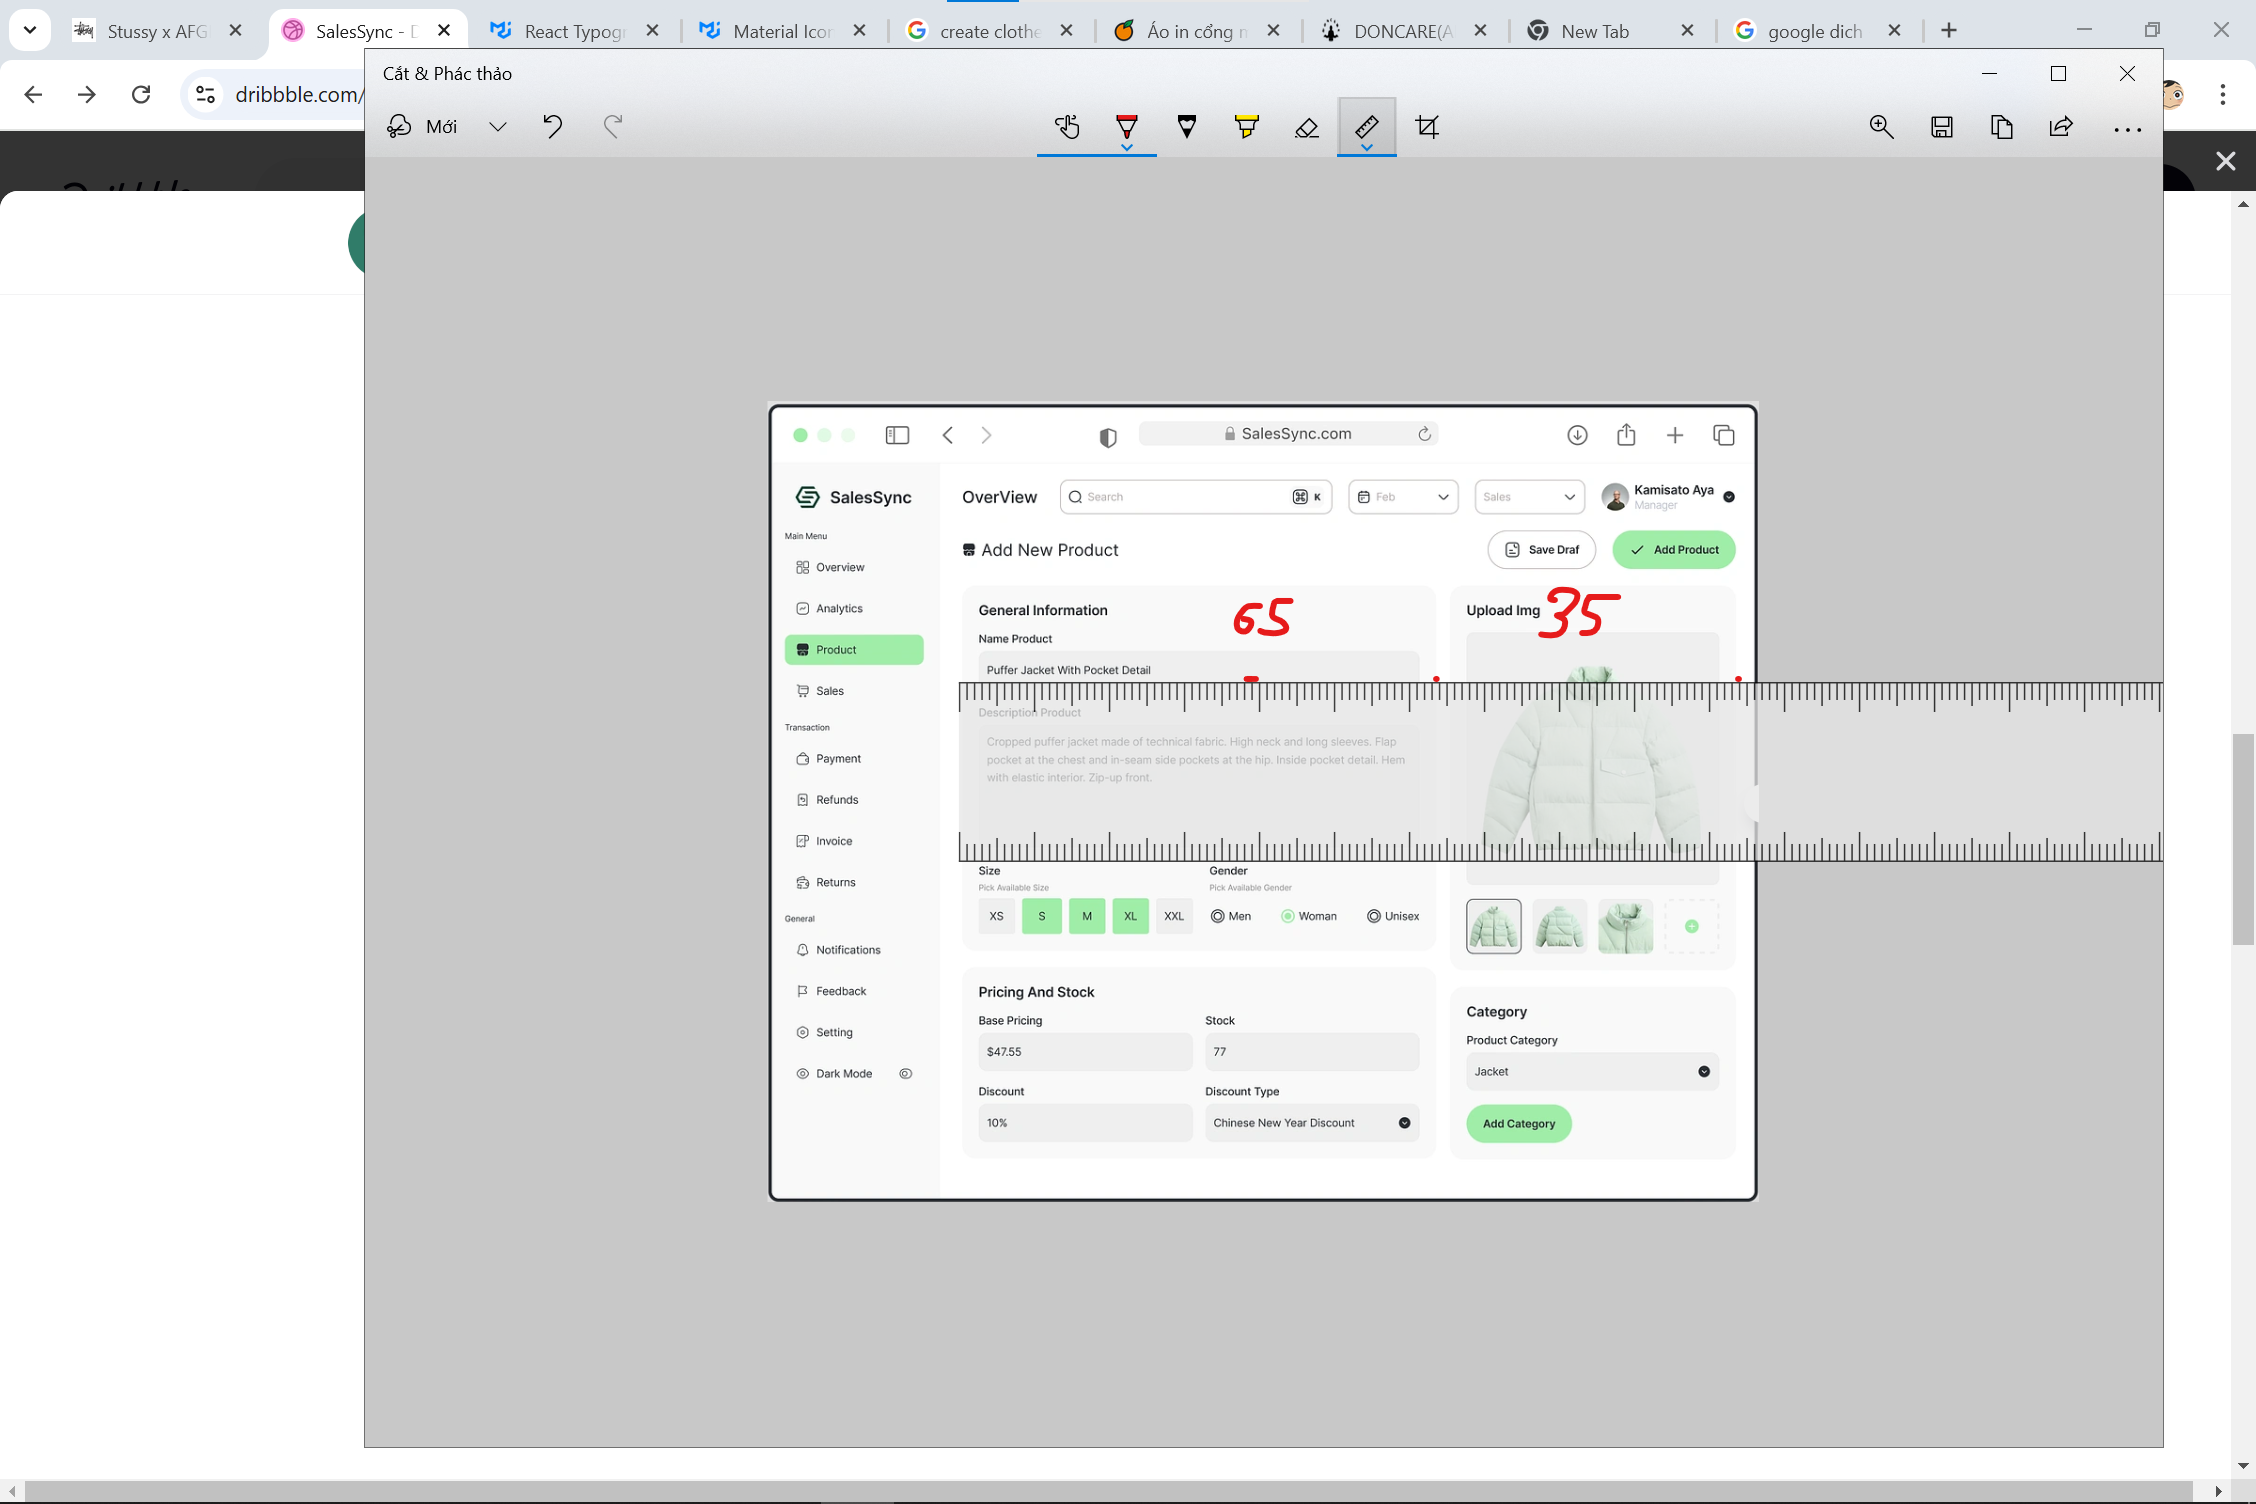 Stussy x AFG
SalesSync - D
React Typogr
Material Icon
create clothe
Áo in cổng n
DONCARE(A
New Tab
google dich
dribbble.com/
Cắt & Phác thảo
Mới
SalesSync.com
SalesSync
OverView
Search
K
Feb
Sales
Kamisato Aya
Manager
Main Menu
Add New Product
Save Draf
Add Product
Overview
Analytics
Product
Sales
Transaction
Payment
Refunds
Invoice
Returns
General
Notifications
Feedback
Setting
Dark Mode
General Information
65
Name Product
Puffer Jacket With Pocket Detail
Description Product
Cropped puffer jacket made of technical fabric. High neck and long sleeves. Flap
pocket at the chest and in-seam side pockets at the hip. Inside pocket detail. Hem
with elastic interior. Zip-up front.
Size
Pick Available Size
XS
S
M
XL
XXL
Gender
Pick Available Gender
Men
Woman
Unisex
Pricing And Stock
Base Pricing
$47.55
Stock
77
Discount
10%
Discount Type
Chinese New Year Discount
Upload Img
35
Category
Product Category
Jacket
Add Category